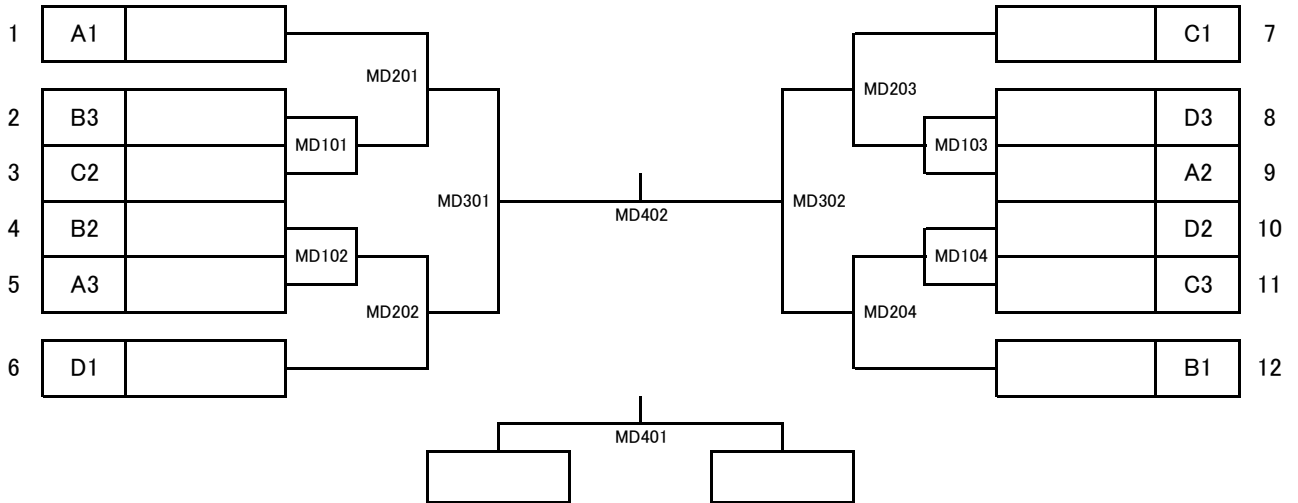 1 A1 C1 7
MD201 MD203
2 B3 D3 8
MD101 MD103
3 C2 A2 9
MD301 MD302
MD402
4 B2 D2 10
MD102 MD104
5 A3 C3 11
MD202 MD204
6 D1 B1 12
MD401